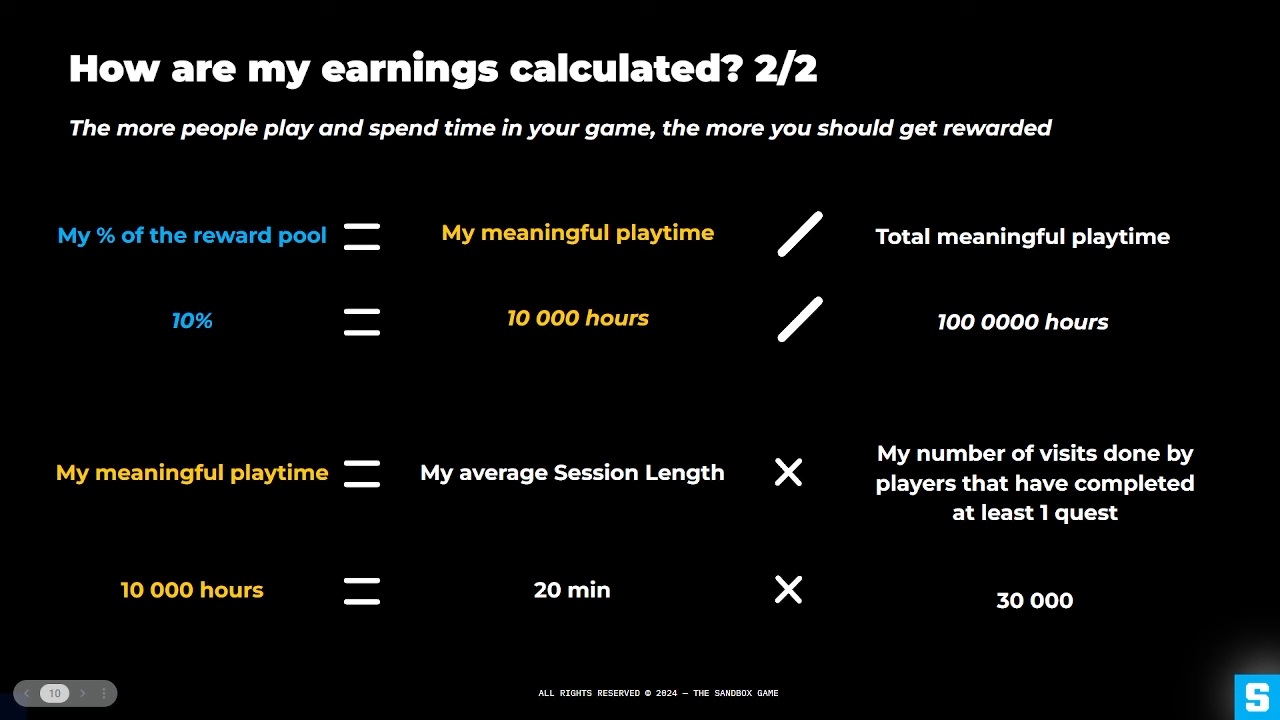 How are my earnings calculated? 2/2
The more people play and spend time in your game, the more you should get rewarded
My % of the reward pool = My meaningful playtime / Total meaningful playtime
10% = 10 000 hours / 100 0000 hours
My meaningful playtime = My average Session Length × My number of visits done by
players that have completed
at least 1 quest
10 000 hours = 20 min × 30 000
10
ALL RIGHTS RESERVED © 2024 — THE SANDBOX GAME
S